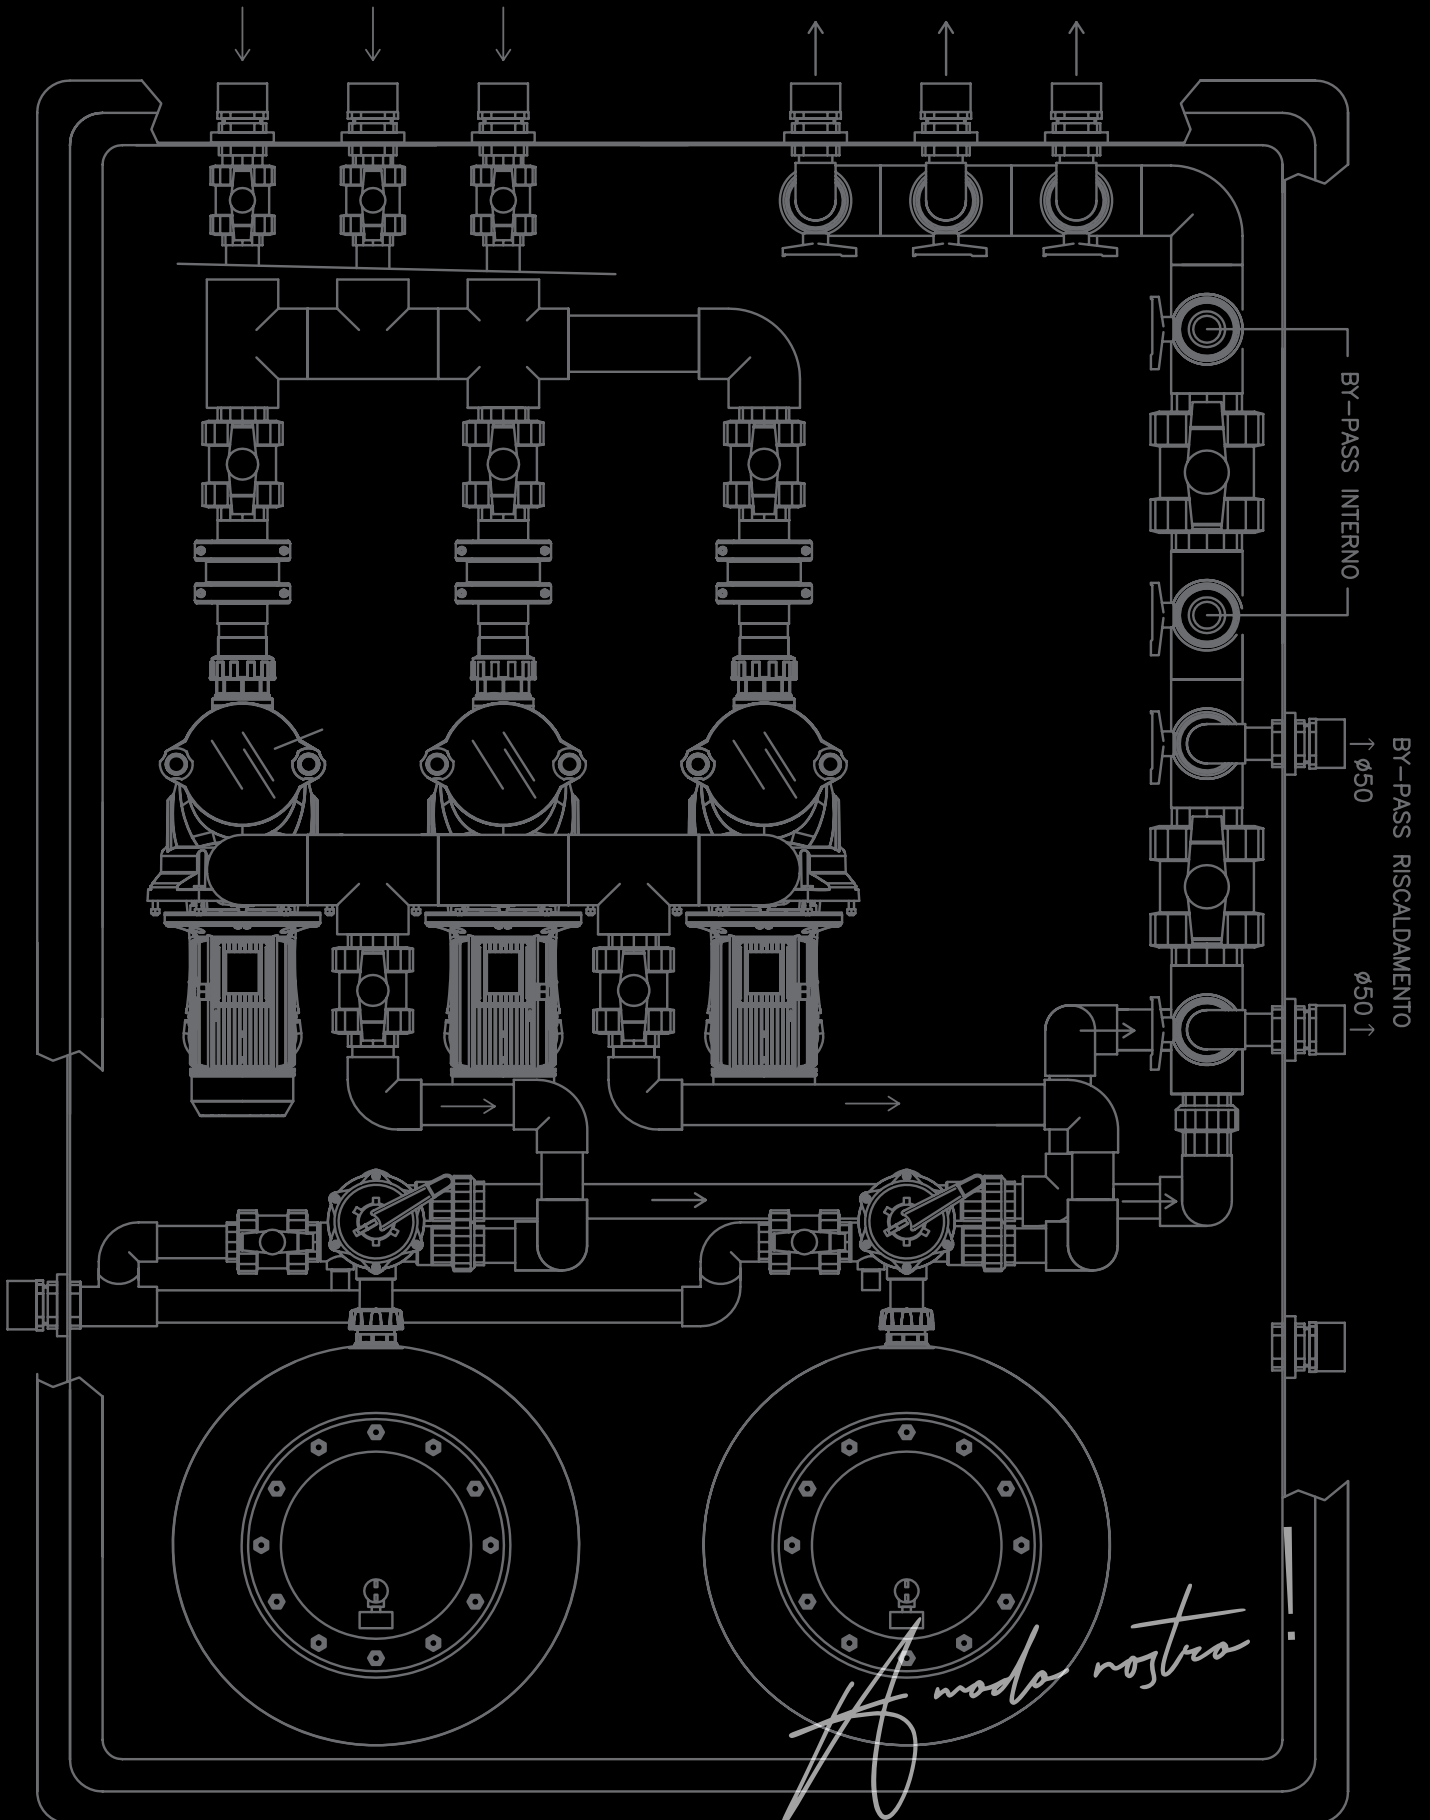 BY-PASS INTERNO
BY-PASS RISCALDAMENTO
↑ ø50
ø50 ↑
A modo nostro!